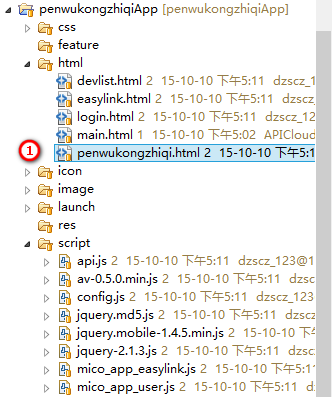 penwukongzhiqiApp [penwukongzhiqiApp]
css
feature
html
devlist.html 2 15-10-10 下午5:11 dzscz_
easylink.html 2 15-10-10 下午5:11 dzscz_
login.html 2 15-10-10 下午5:11 dzscz_12
main.html 1 15-10-10 下午5:02 APICloud
1 penwukongzhiqi.html 2 15-10-10 下午5:1
icon
image
launch
res
script
api.js 2 15-10-10 下午5:11 dzscz_123@1
av-0.5.0.min.js 2 15-10-10 下午5:11 dzs
config.js 2 15-10-10 下午5:11 dzscz_123
jquery.md5.js 2 15-10-10 下午5:11 dzscz
jquery.mobile-1.4.5.min.js 2 15-10-10 下
jquery-2.1.3.js 2 15-10-10 下午5:11 dzsc
mico_app_easylink.js 2 15-10-10 下午5:1
mico_app_user.js 2 15-10-10 下午5:11 dz